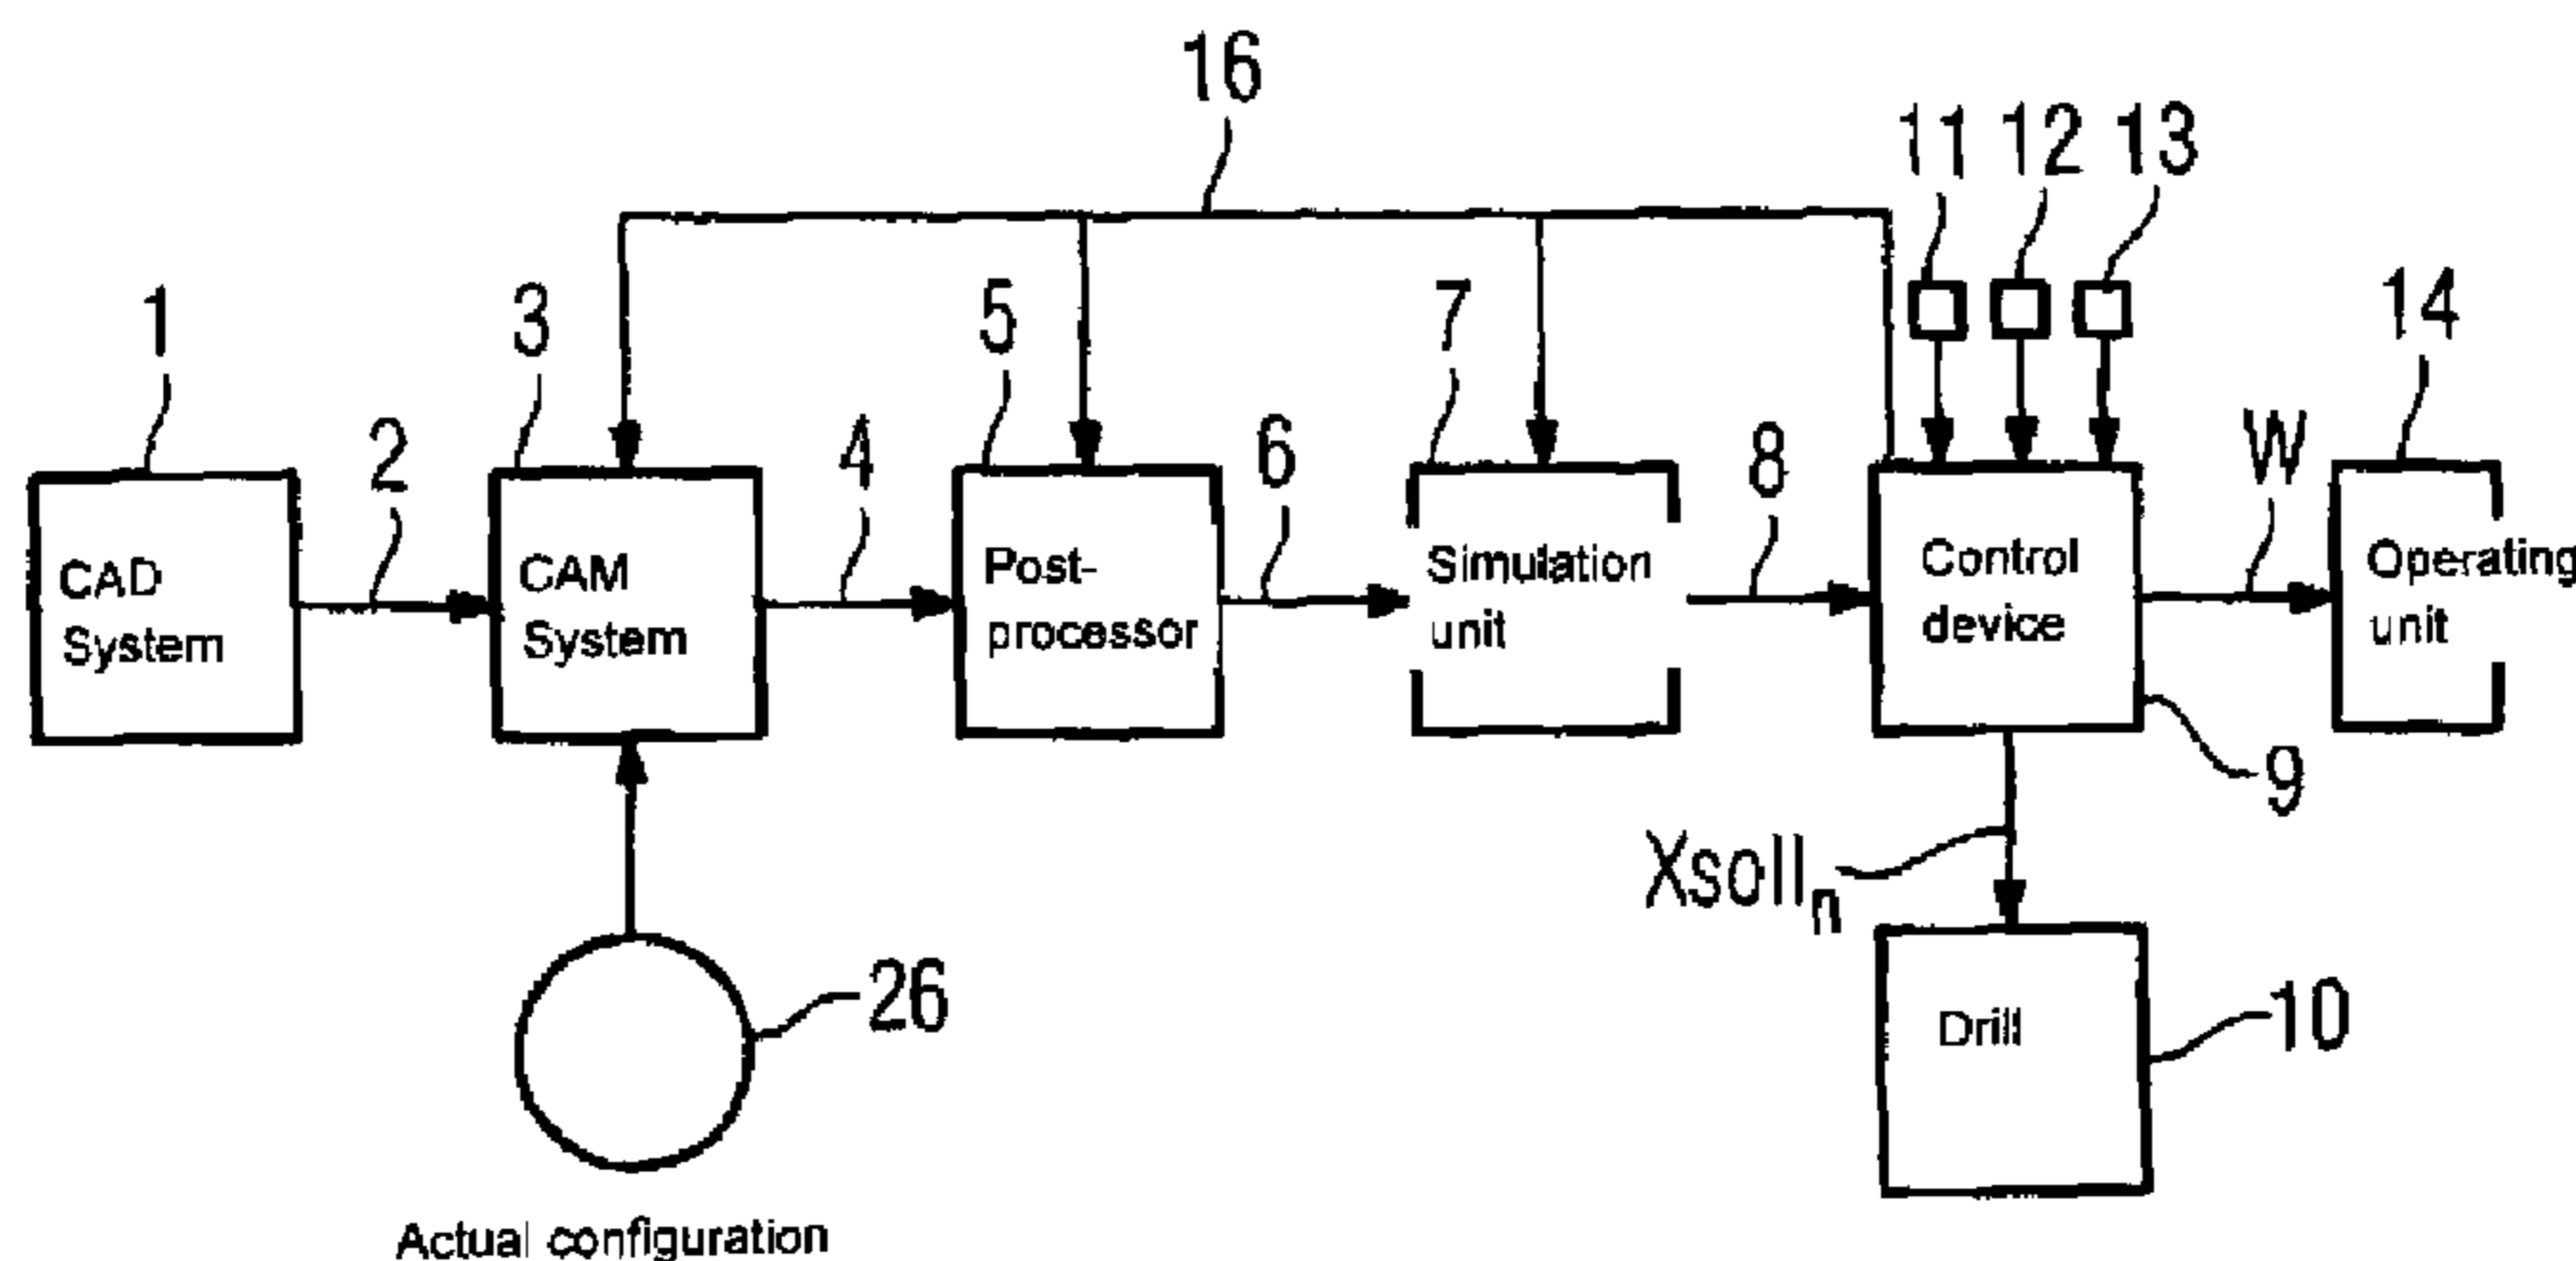 16
11 12 13
1
3
5
7
14
2
4
6
8
W
CAD
System
CAM
System
Post-
processor
Simulation
unit
Control
device
Operating
unit
9
Xsoll n
26
Drill
10
Actual configuration